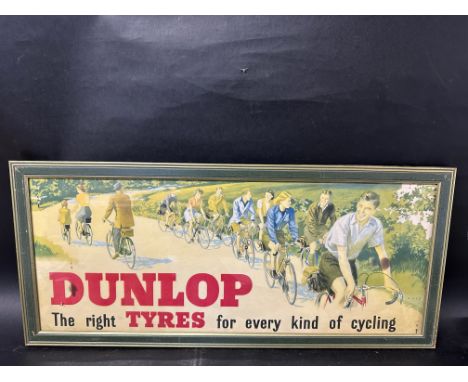 DUNLOP
The right TYRES for every kind of cycling